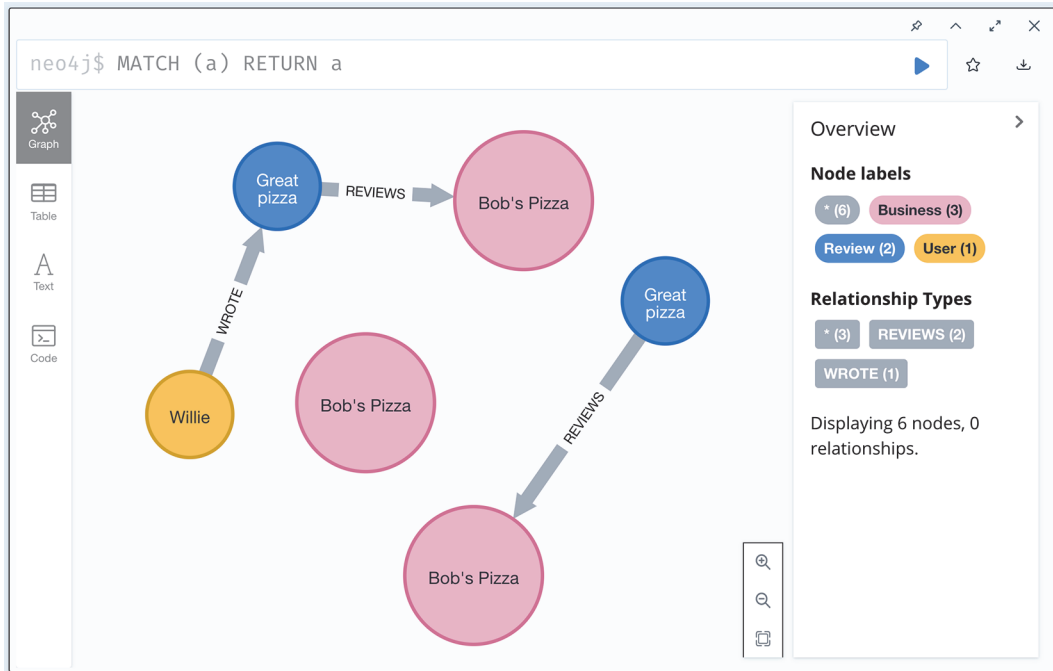 neo4j$ MATCH (a) RETURN a
Graph
Table
Text
Code
Great
pizza
REVIEWS
Bob's Pizza
WROTE
Willie
Bob's Pizza
Great
pizza
REVIEWS
Bob's Pizza
Overview
Node labels
* (6) Business (3)
Review (2) User (1)
Relationship Types
* (3) REVIEWS (2)
WROTE (1)
Displaying 6 nodes, 0
relationships.